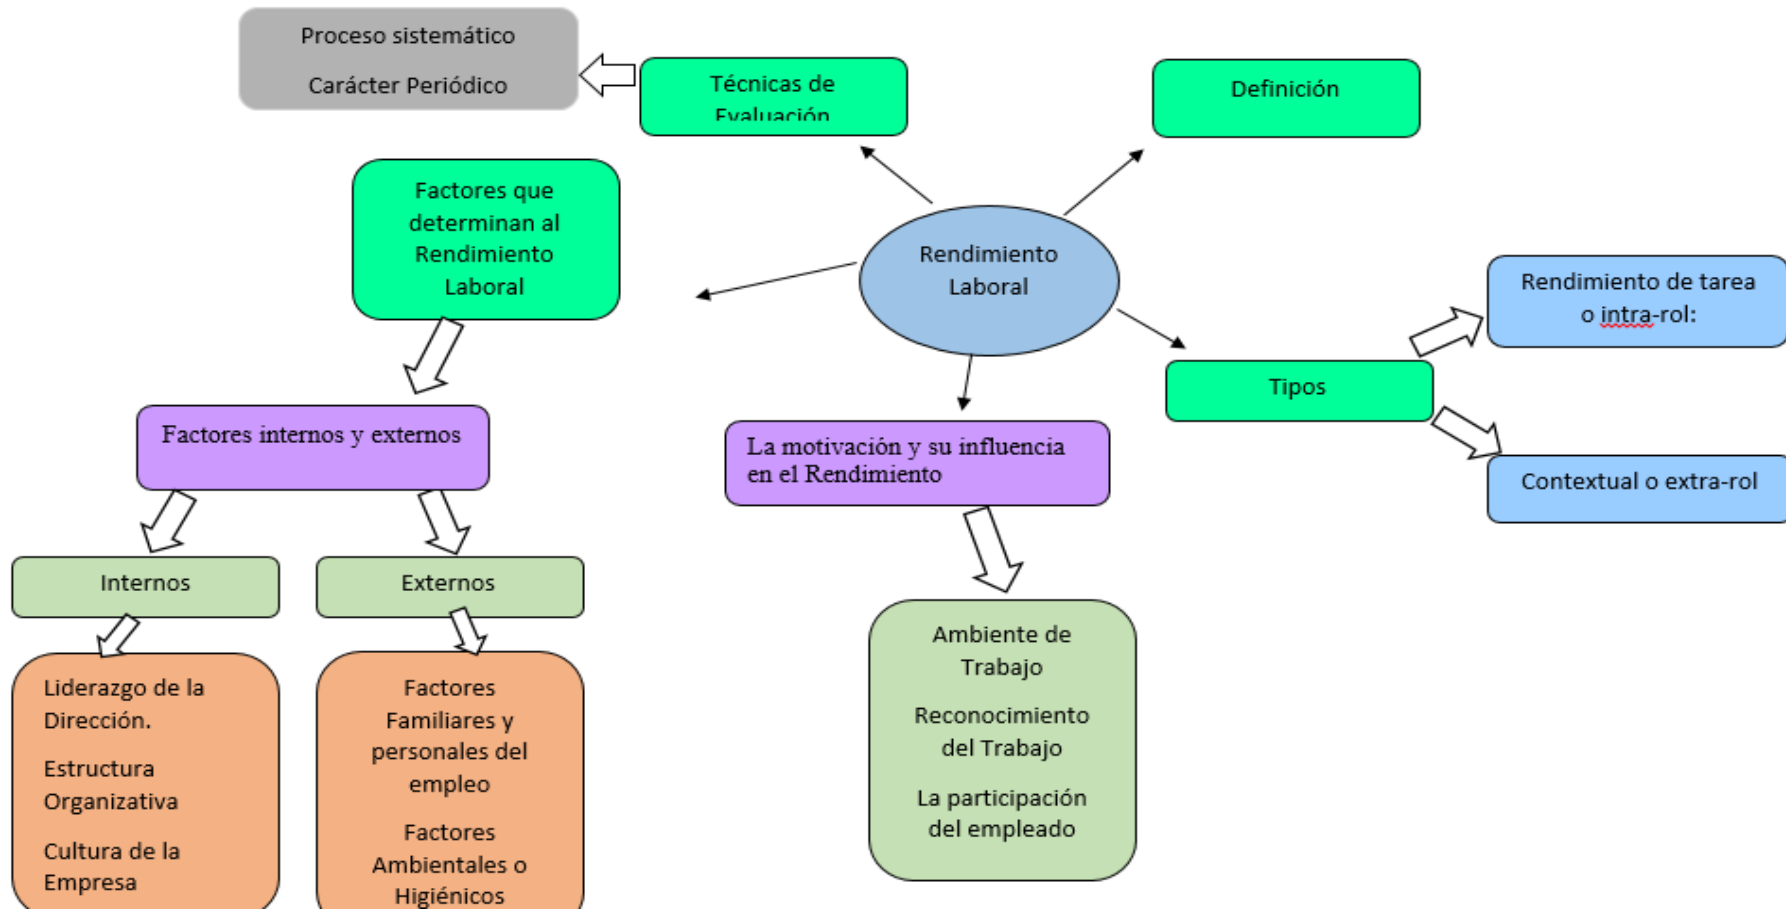 Proceso sistemático
Carácter Periódico
Técnicas de
Evaluación
Definición
Factores que
determinan al
Rendimiento
Laboral
Rendimiento
Laboral
Rendimiento de tarea
o intra-rol:
Tipos
Contextual o extra-rol
Factores internos y externos
La motivación y su influencia
en el Rendimiento
Internos
Externos
Liderazgo de la
Dirección.
Estructura
Organizativa
Cultura de la
Empresa
Factores
Familiares y
personales del
empleo
Factores
Ambientales o
Higiénicos
Ambiente de
Trabajo
Reconocimiento
del Trabajo
La participación
del empleado